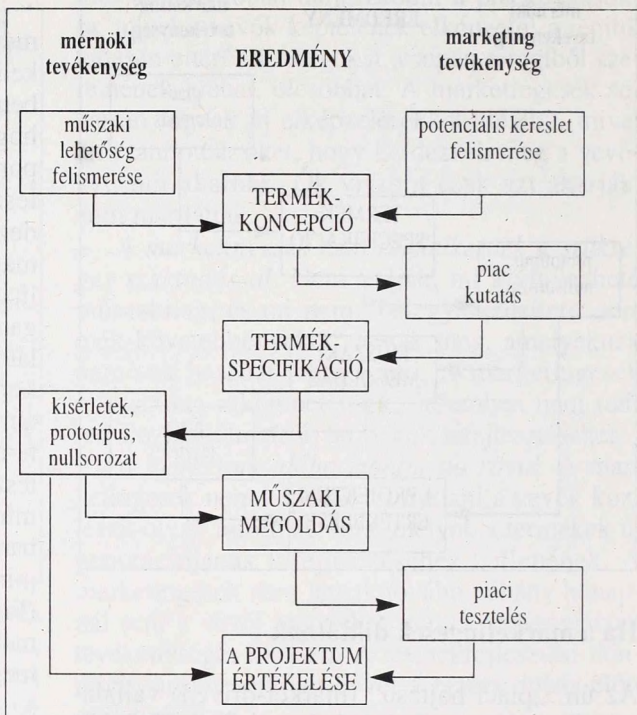 mérnöki
tevékenység
EREDMÉNY
marketing
tevékenység
műszaki
lehetőség
felismerése
potenciális kereslet
felismerése
TERMÉK-
KONCEPCIÓ
piac
kutatás
TERMÉK-
SPECIFIKÁCIÓ
kísérletek,
prototípus,
nullsorozat
MŰSZAKI
MEGOLDÁS
piaci
tesztelés
A PROJEKTUM
ÉRTÉKELÉSE